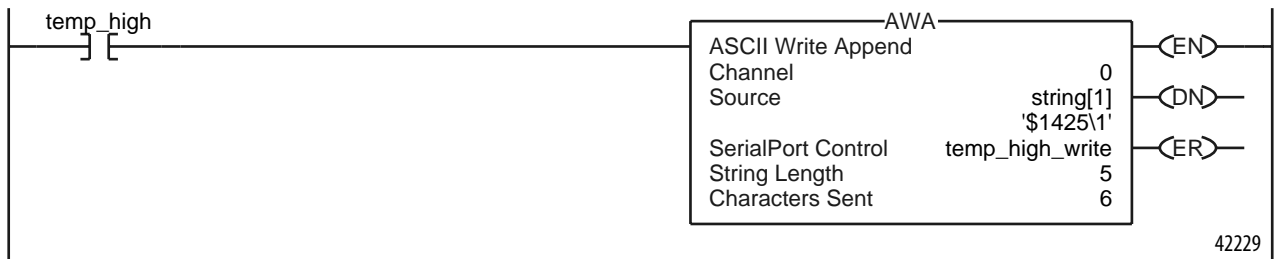 temp_high
AWA
ASCII Write Append
EN
Channel 0
Source string[1]
DN
'$1425\1'
SerialPort Control temp_high_write
ER
String Length 5
Characters Sent 6
42229